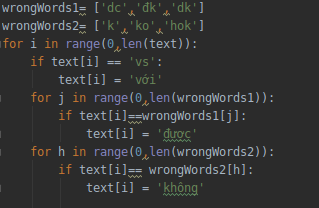 wrongWords1= ['dc','đk','dk']
wrongWords2= ['k','ko','hok']
for i in range(0,len(text)):
    if text[i] == 'vs':
        text[i] = 'với'
    for j in range(0,len(wrongWords1)):
        if text[i]==wrongWords1[j]:
            text[i] = 'được'
    for h in range(0,len(wrongWords2)):
        if text[i]== wrongWords2[h]:
            text[i] = 'không'